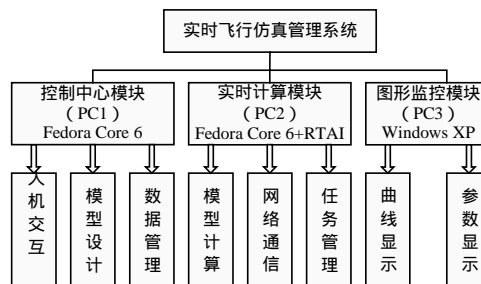 实时飞行仿真管理系统
控制中心模块
（PC1）
Fedora Core 6
实时计算模块
（PC2）
Fedora Core 6+RTAI
图形监控模块
（PC3）
Windows XP
人机交互
模型设计
数据管理
模型计算
网络通信
任务管理
曲线显示
参数显示